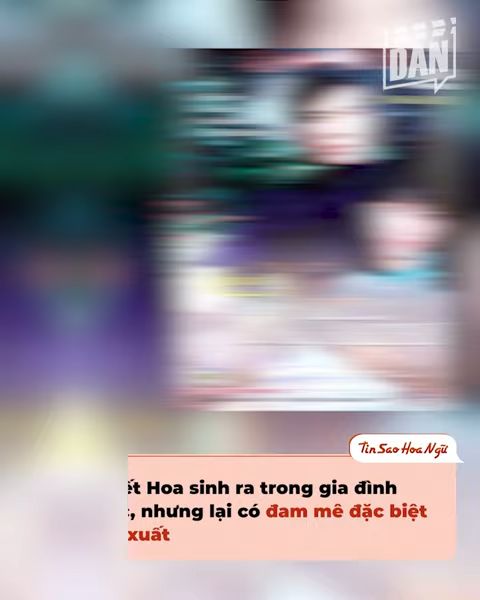 DAN
Tin Sao Hoa Ngữ
ết Hoa sinh ra trong gia đình
, nhưng lại có đam mê đặc biệt
xuất